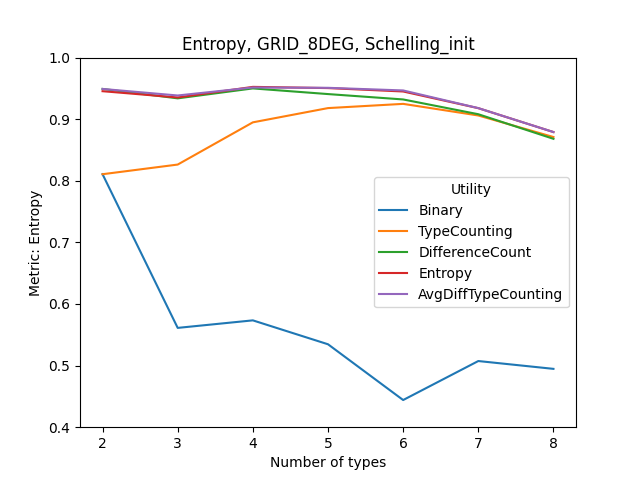 Entropy, GRID_8DEG, Schelling_init
Metric: Entropy
1.0
0.9
0.8
0.7
0.6
0.5
0.4
Utility
Binary
TypeCounting
DifferenceCount
Entropy
AvgDiffTypeCounting
2 3 4 5 6 7 8
Number of types